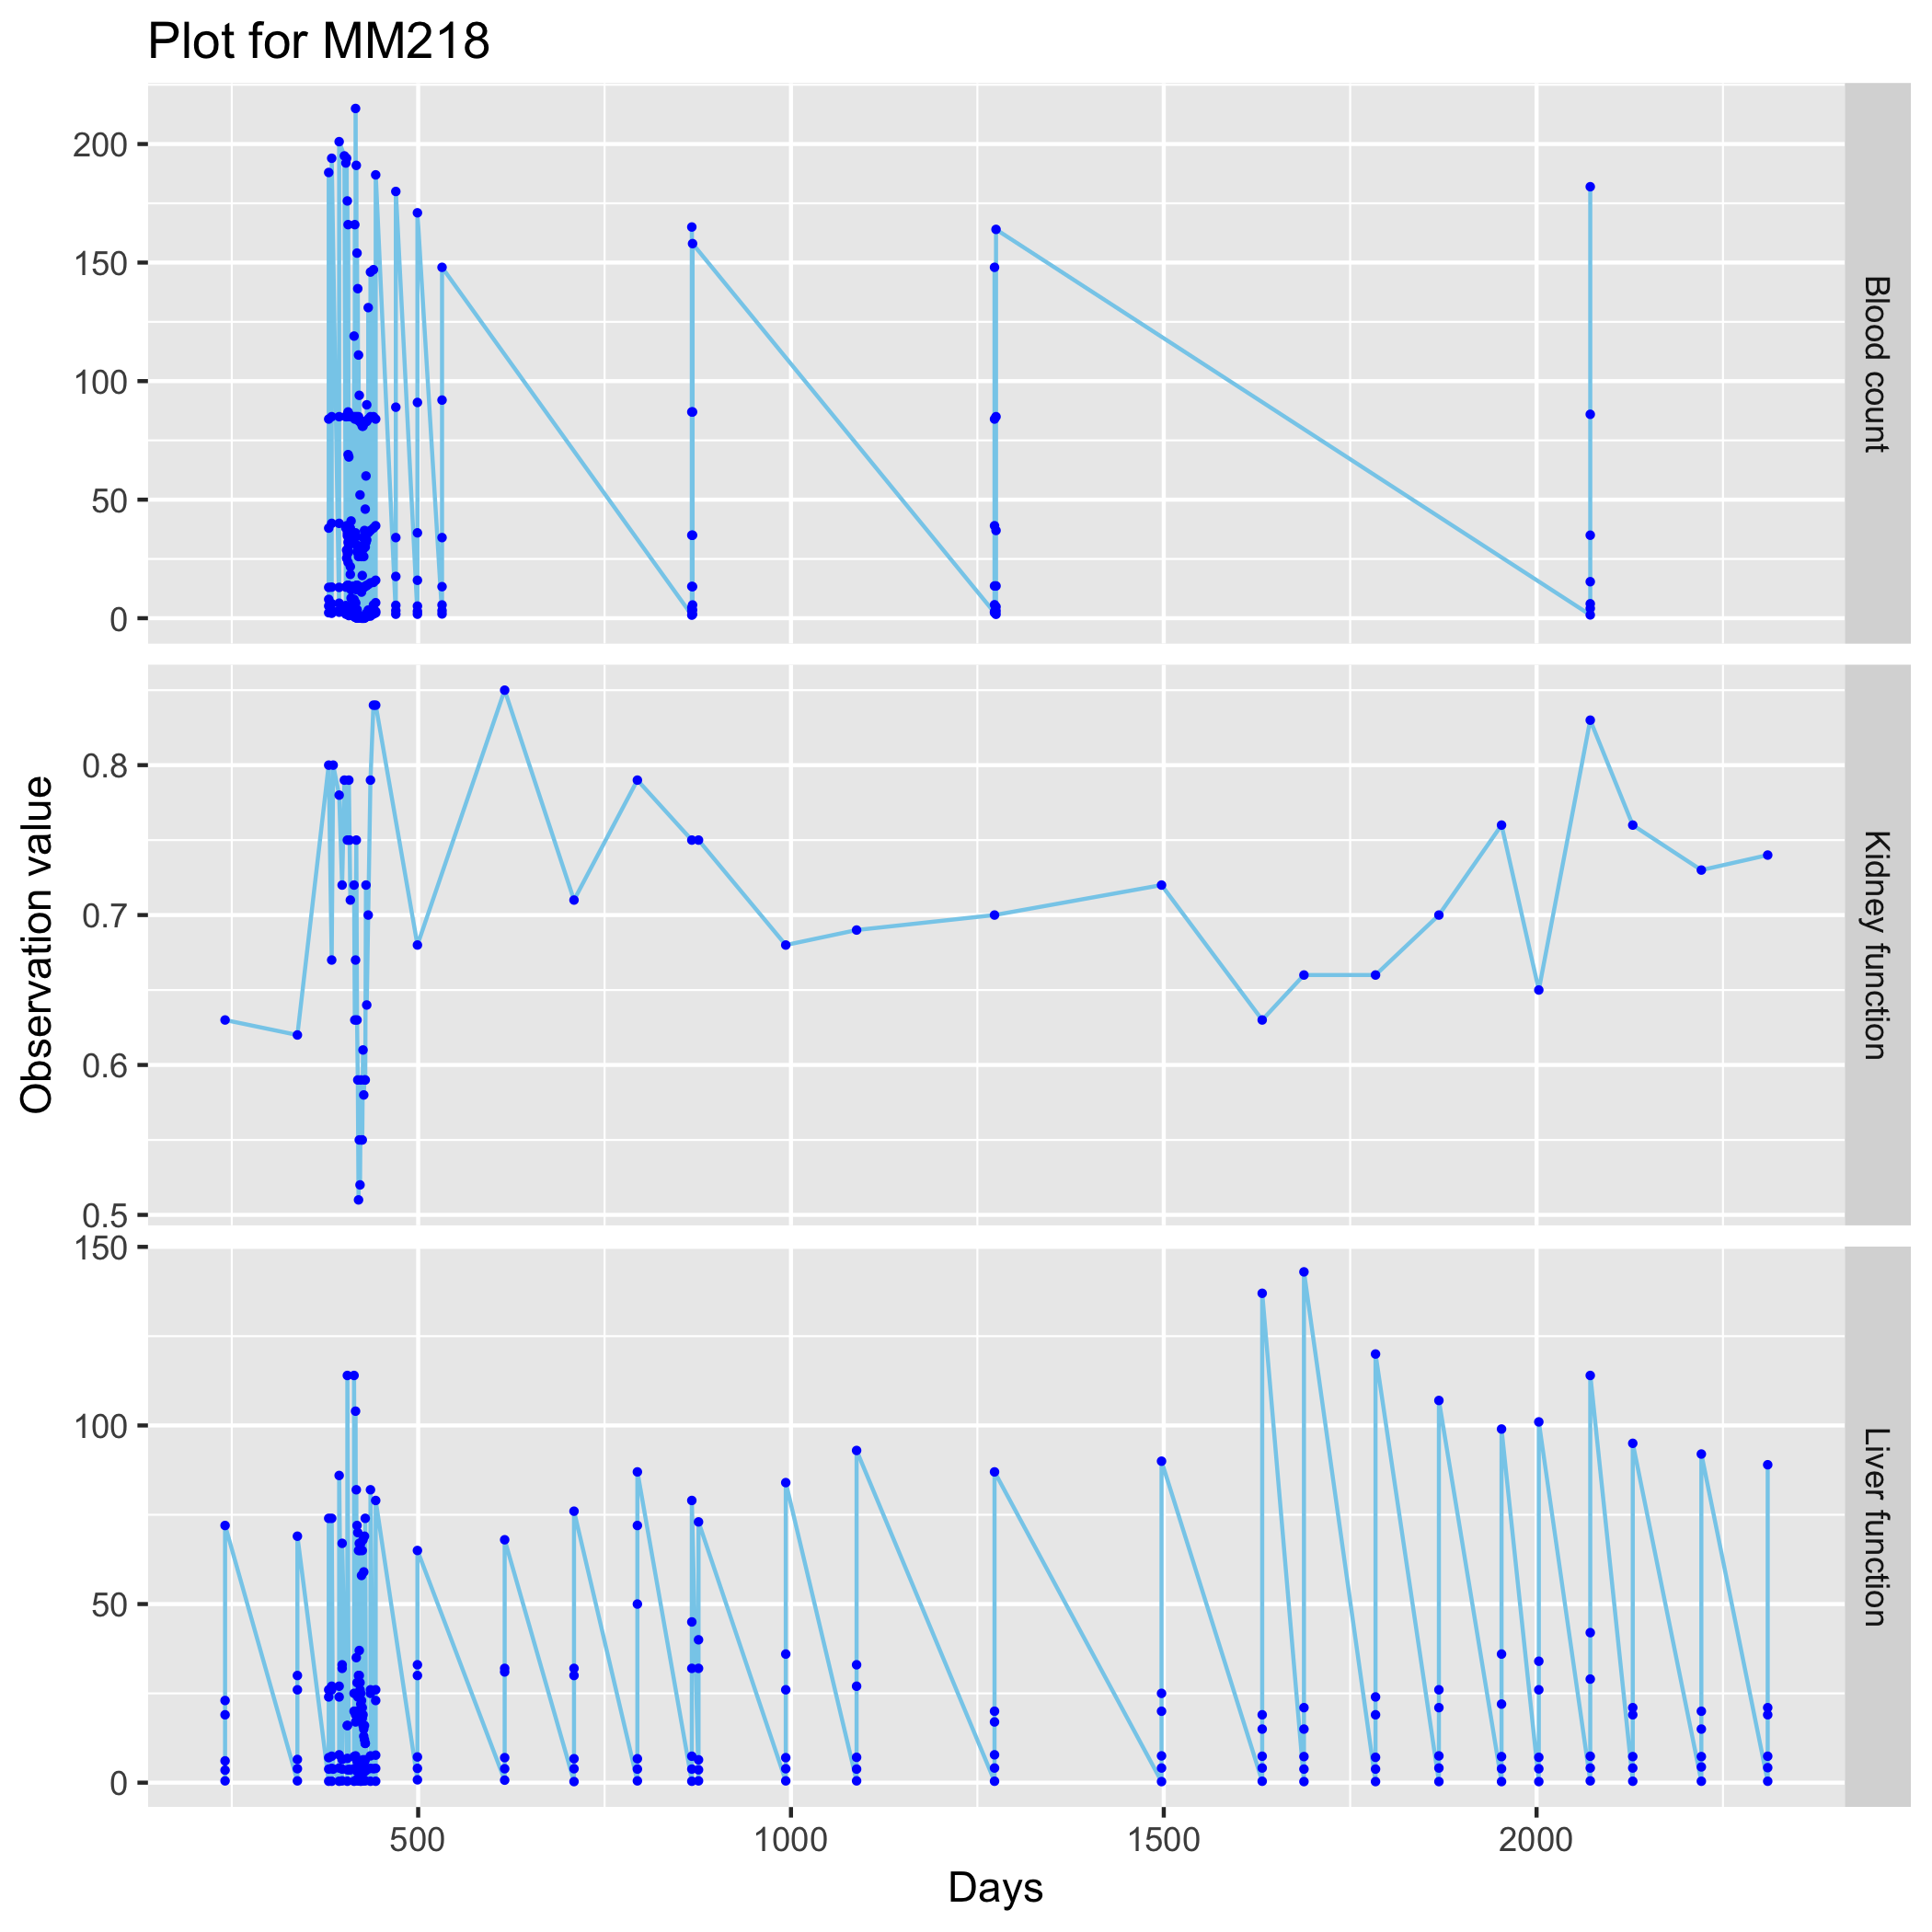 Plot for MM218
200
150
100
50
0
Blood count
Observation value
0.8
0.7
0.6
0.5
Kidney function
150
100
50
0
Liver function
500 1000 1500 2000
Days